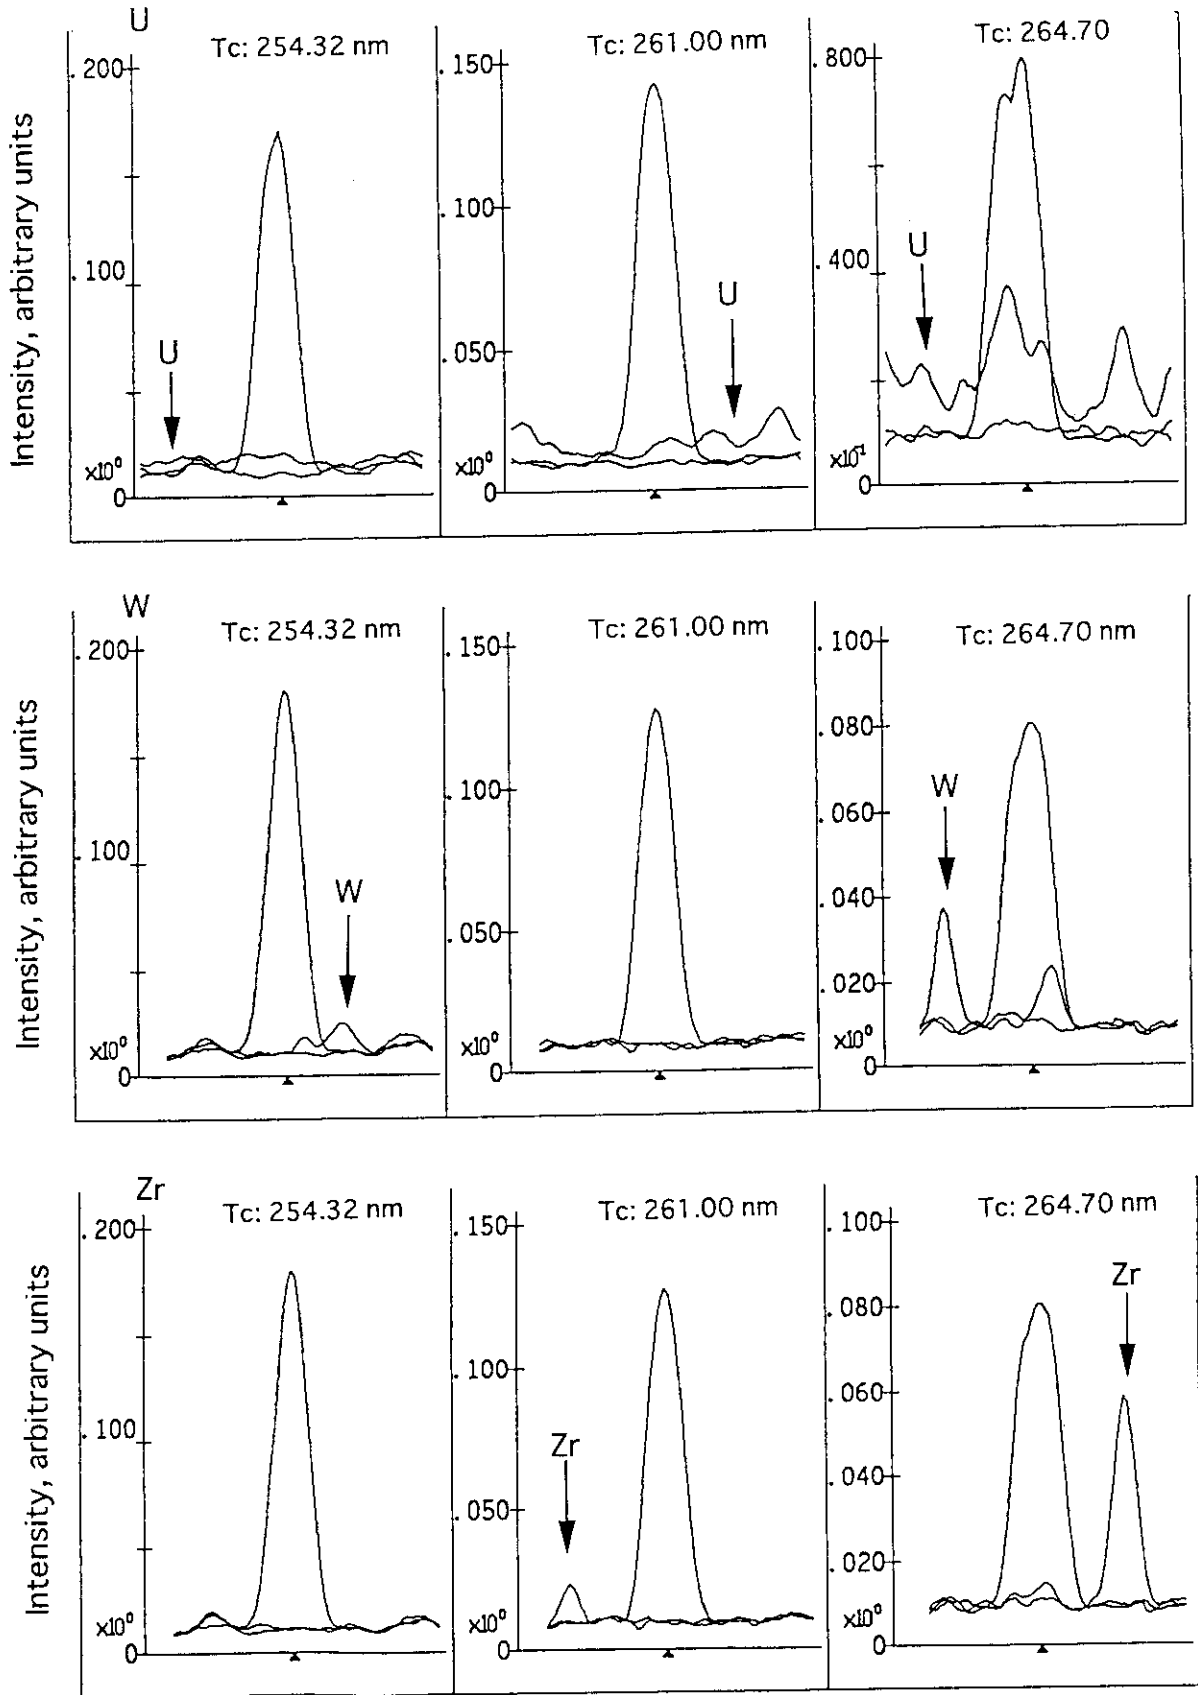 U
Tc: 254.32 nm
Tc: 261.00 nm
Tc: 264.70
Intensity, arbitrary units
.200
.100
x10⁰
0
U
.150
.100
.050
x10⁰
0
U
.800
.400
x10⁻¹
0
U
W
Tc: 254.32 nm
Tc: 261.00 nm
Tc: 264.70 nm
Intensity, arbitrary units
.200
.100
x10⁰
0
W
.150
.100
.050
x10⁰
0
.100
.080
.060
.040
.020
x10⁰
0
W
Zr
Tc: 254.32 nm
Tc: 261.00 nm
Tc: 264.70 nm
Intensity, arbitrary units
.200
.100
x10⁰
0
.150
.100
.050
x10⁰
0
Zr
.100
.080
.060
.040
.020
x10⁰
0
Zr